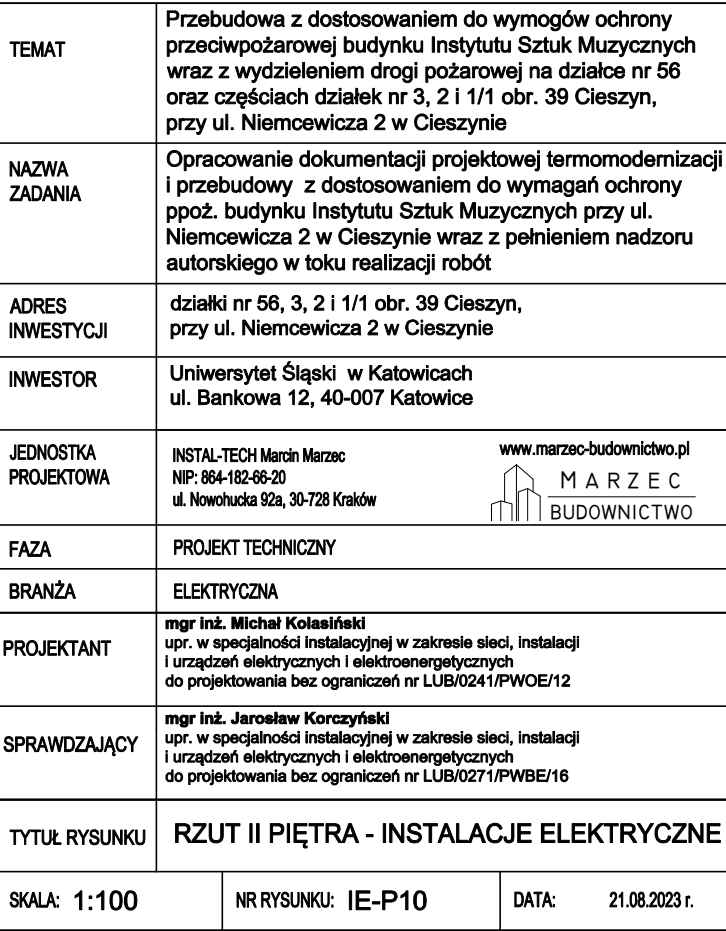 TEMAT
Przebudowa z dostosowaniem do wymogów ochrony
przeciwpożarowej budynku Instytutu Sztuk Muzycznych
wraz z wydzieleniem drogi pożarowej na działce nr 56
oraz częściach działek nr 3, 2 i 1/1 obr. 39 Cieszyn,
przy ul. Niemcewicza 2 w Cieszynie
NAZWA
ZADANIA
Opracowanie dokumentacji projektowej termomodernizacji
i przebudowy z dostosowaniem do wymagań ochrony
ppoż. budynku Instytutu Sztuk Muzycznych przy ul.
Niemcewicza 2 w Cieszynie wraz z pełnieniem nadzoru
autorskiego w toku realizacji robót
ADRES
INWESTYCJI
działki nr 56, 3, 2 i 1/1 obr. 39 Cieszyn,
przy ul. Niemcewicza 2 w Cieszynie
INWESTOR
Uniwersytet Śląski w Katowicach
ul. Bankowa 12, 40-007 Katowice
JEDNOSTKA
PROJEKTOWA
INSTAL-TECH Marcin Marzec
NIP: 864-182-66-20
ul. Nowohucka 92a, 30-728 Kraków
www.marzec-budownictwo.pl
MARZEC
BUDOWNICTWO
FAZA
PROJEKT TECHNICZNY
BRANŻA
ELEKTRYCZNA
PROJEKTANT
mgr inż. Michał Kolasiński
upr. w specjalności instalacyjnej w zakresie sieci, instalacji
i urządzeń elektrycznych i elektroenergetycznych
do projektowania bez ograniczeń nr LUB/0241/PWOE/12
SPRAWDZAJĄCY
mgr inż. Jarosław Korczyński
upr. w specjalności instalacyjnej w zakresie sieci, instalacji
i urządzeń elektrycznych i elektroenergetycznych
do projektowania bez ograniczeń nr LUB/0271/PWBE/16
TYTUŁ RYSUNKU
RZUT II PIĘTRA - INSTALACJE ELEKTRYCZNE
SKALA: 1:100
NR RYSUNKU: IE-P10
DATA: 21.08.2023 r.